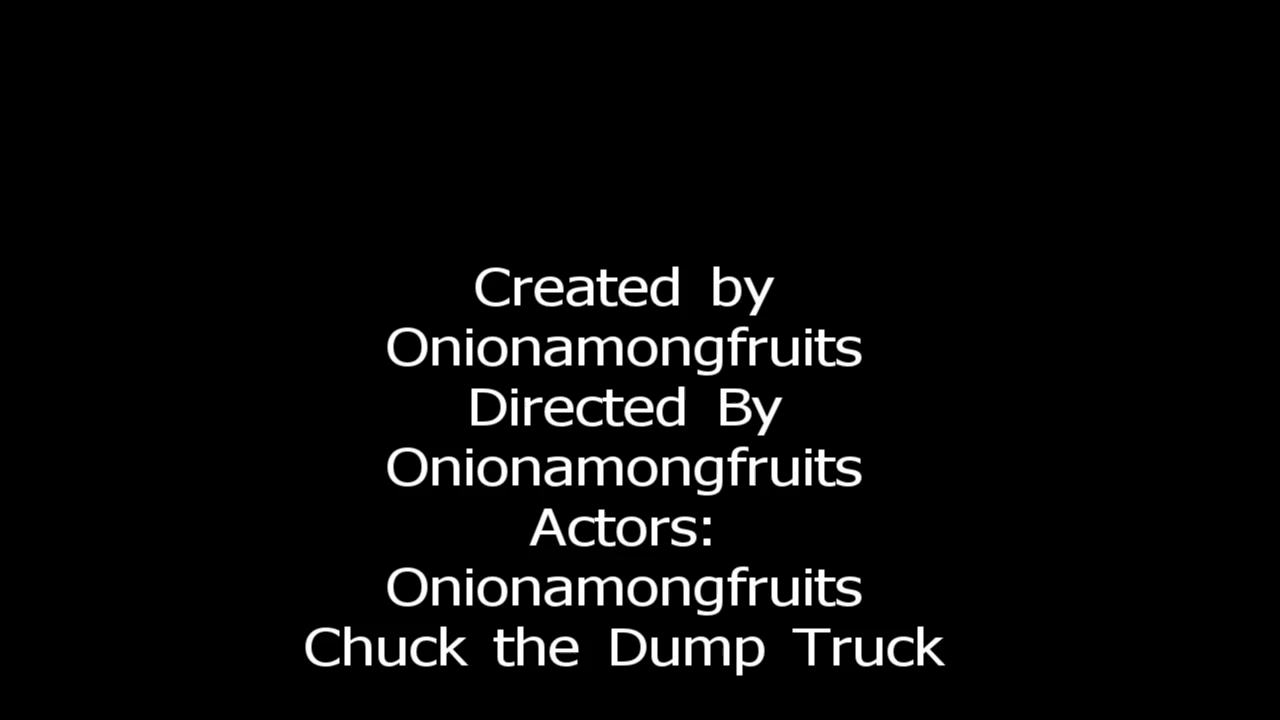 Created by
Onionamongfruits
Directed By
Onionamongfruits
Actors:
Onionamongfruits
Chuck the Dump Truck